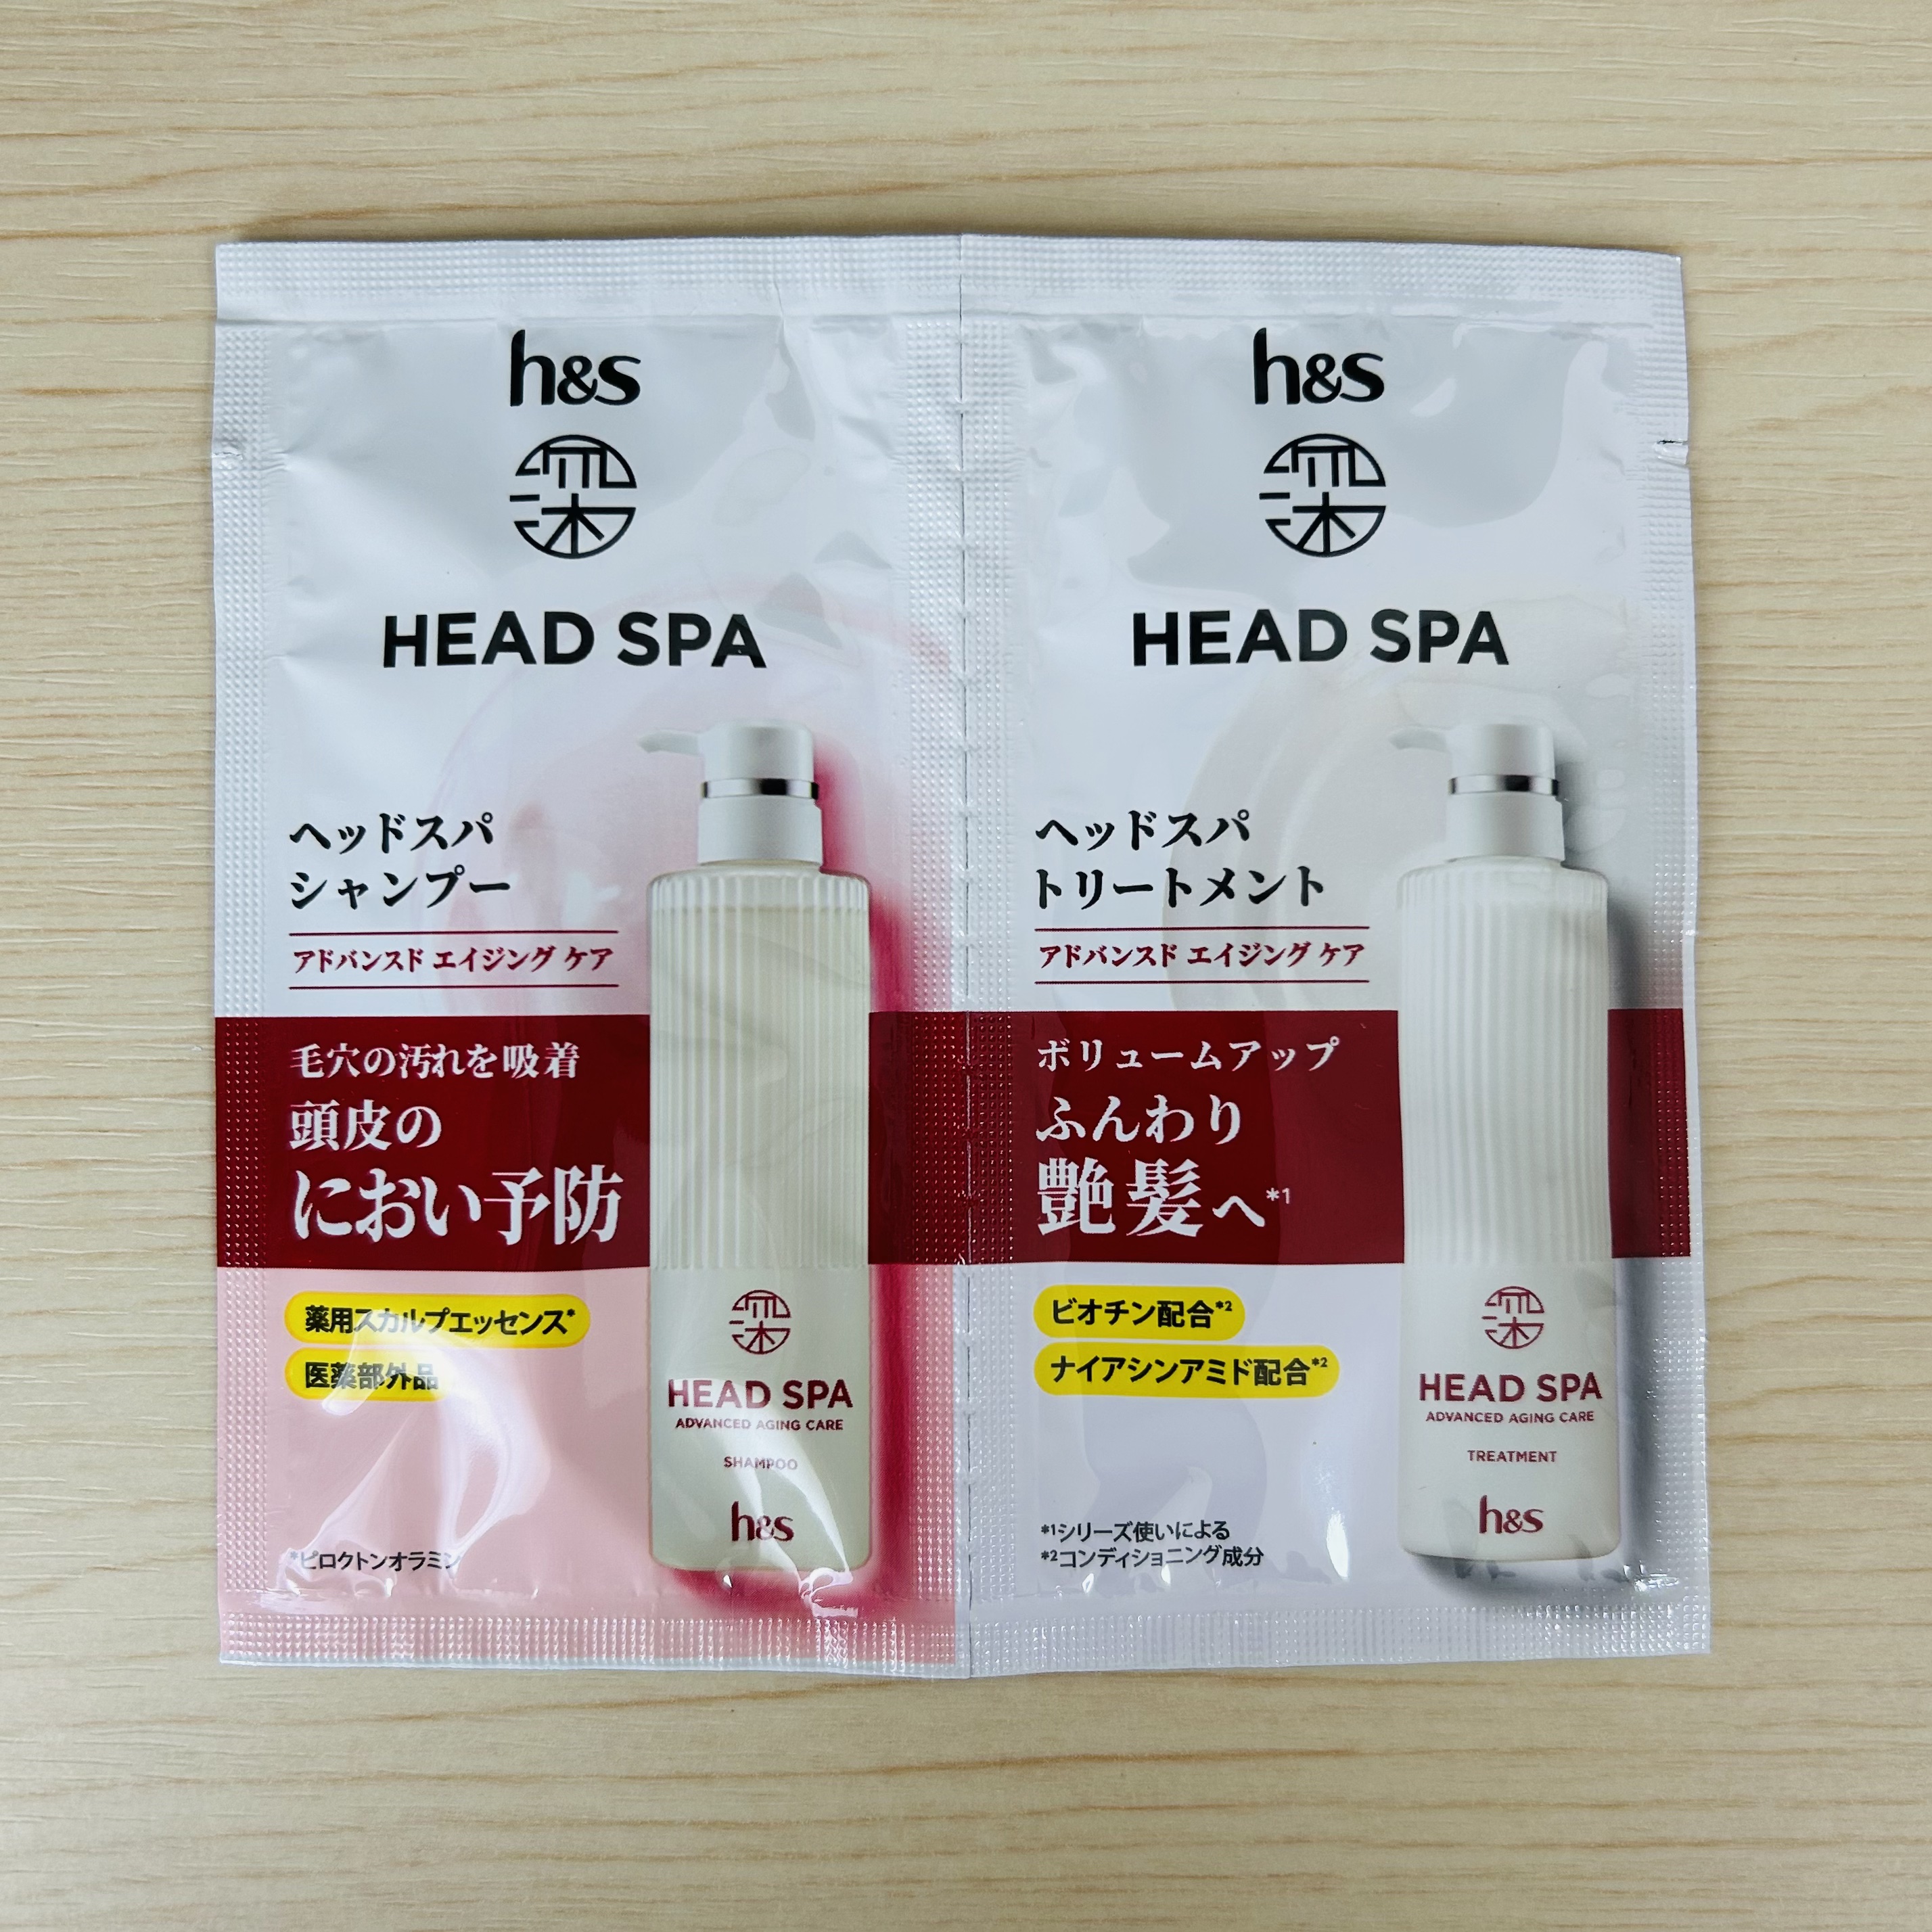 h&s
深
HEAD SPA
ヘッドスパ
シャンプー
アドバンスド エイジング ケア
毛穴の汚れを吸着
頭皮の
におい予防
薬用スカルプエッセンス*
医薬部外品
*ピロクトンオラミン
深
HEAD SPA
ADVANCED AGING CARE
SHAMPOO
h&s
h&s
深
HEAD SPA
ヘッドスパ
トリートメント
アドバンスド エイジング ケア
ボリュームアップ
ふんわり
艶髪へ*1
ビオチン配合*2
ナイアシンアミド配合*2
*1シリーズ使いによる
*2コンディショニング成分
深
HEAD SPA
ADVANCED AGING CARE
TREATMENT
h&s